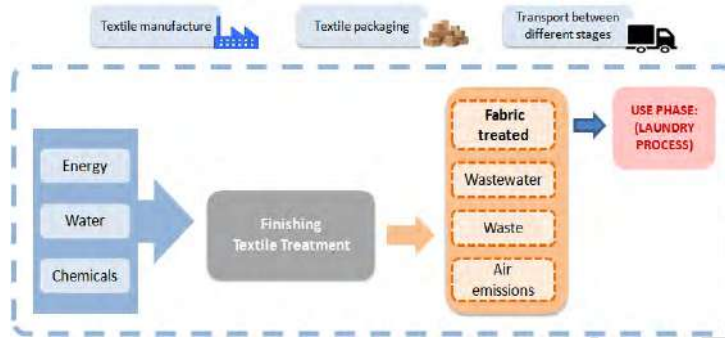 Textile manufacture
Textile packaging
Transport between
different stages
Energy
Water
Chemicals
Finishing
Textile Treatment
Fabric
treated
Wastewater
Waste
Air
emissions
USE PHASE:
(LAUNDRY
PROCESS)